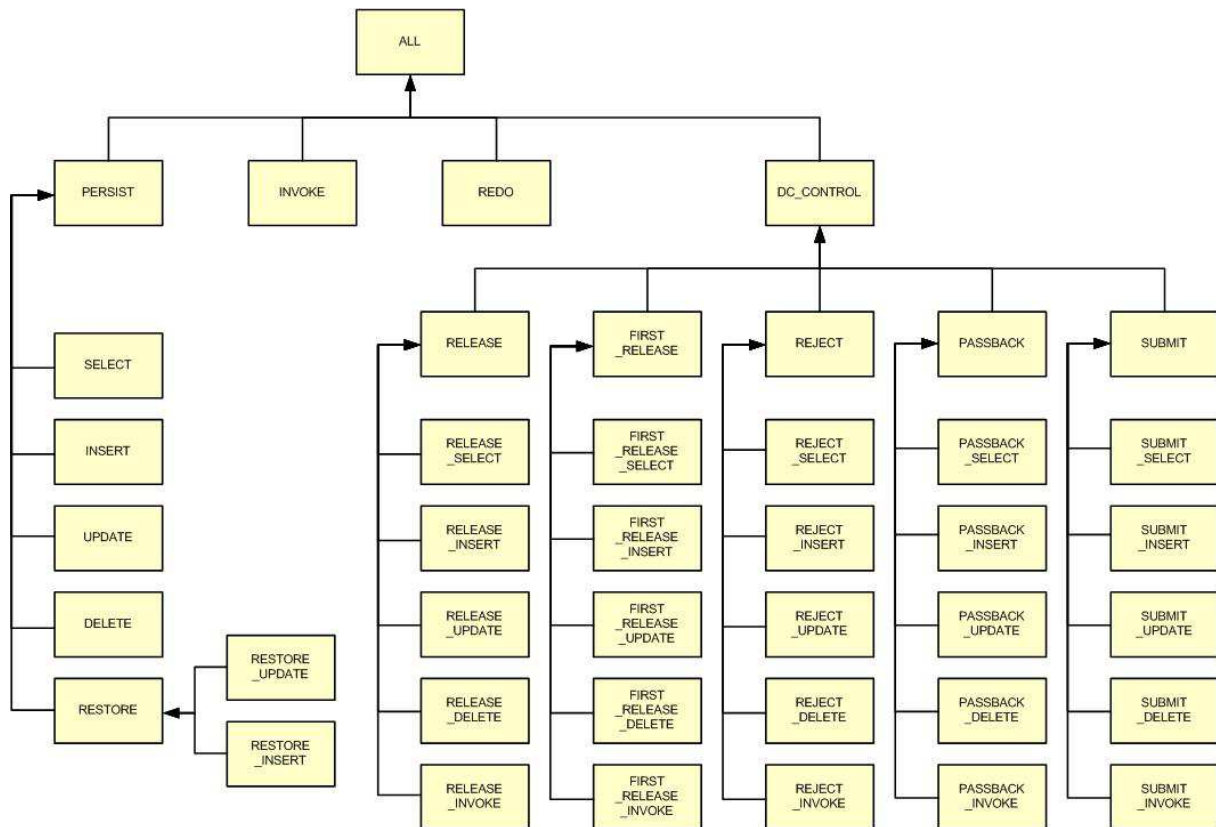 ALL
PERSIST
INVOKE
REDO
DC_CONTROL
RELEASE
FIRST
_RELEASE
REJECT
PASSBACK
SUBMIT
SELECT
INSERT
UPDATE
DELETE
RESTORE
RESTORE
_UPDATE
RESTORE
_INSERT
RELEASE
_SELECT
FIRST
_RELEASE
_SELECT
REJECT
_SELECT
PASSBACK
_SELECT
SUBMIT
_SELECT
RELEASE
_INSERT
FIRST
_RELEASE
_INSERT
REJECT
_INSERT
PASSBACK
_INSERT
SUBMIT
_INSERT
RELEASE
_UPDATE
FIRST
_RELEASE
_UPDATE
REJECT
_UPDATE
PASSBACK
_UPDATE
SUBMIT
_UPDATE
RELEASE
_DELETE
FIRST
_RELEASE
_DELETE
REJECT
_DELETE
PASSBACK
_DELETE
SUBMIT
_DELETE
RELEASE
_INVOKE
FIRST
_RELEASE
_INVOKE
REJECT
_INVOKE
PASSBACK
_INVOKE
SUBMIT
_INVOKE